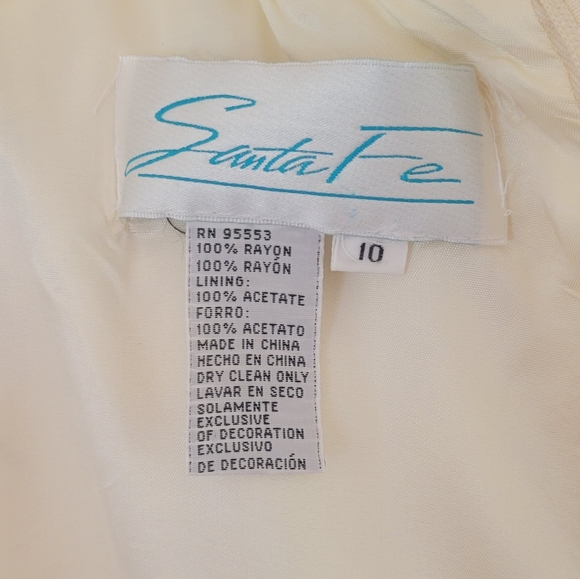 Santa Fe
10
RN 95553
100% RAYON
100% RAYÓN
LINING:
100% ACETATE
FORRO:
100% ACETATO
MADE IN CHINA
HECHO EN CHINA
DRY CLEAN ONLY
LAVAR EN SECO
SOLAMENTE
EXCLUSIVE
OF DECORATION
EXCLUSIVO
DE DECORACIÓN